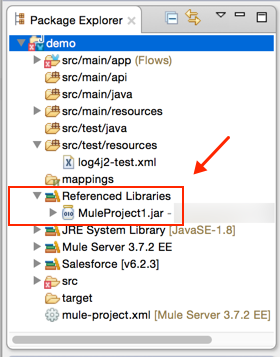 Package Explorer
demo
src/main/app (Flows)
src/main/api
src/main/java
src/main/resources
src/test/java
src/test/resources
log4j2-test.xml
mappings
Referenced Libraries
MuleProject1.jar -
JRE System Library [JavaSE-1.8]
Mule Server 3.7.2 EE
Salesforce [v6.2.3]
src
target
mule-project.xml [Mule Server 3.7.2 EE]